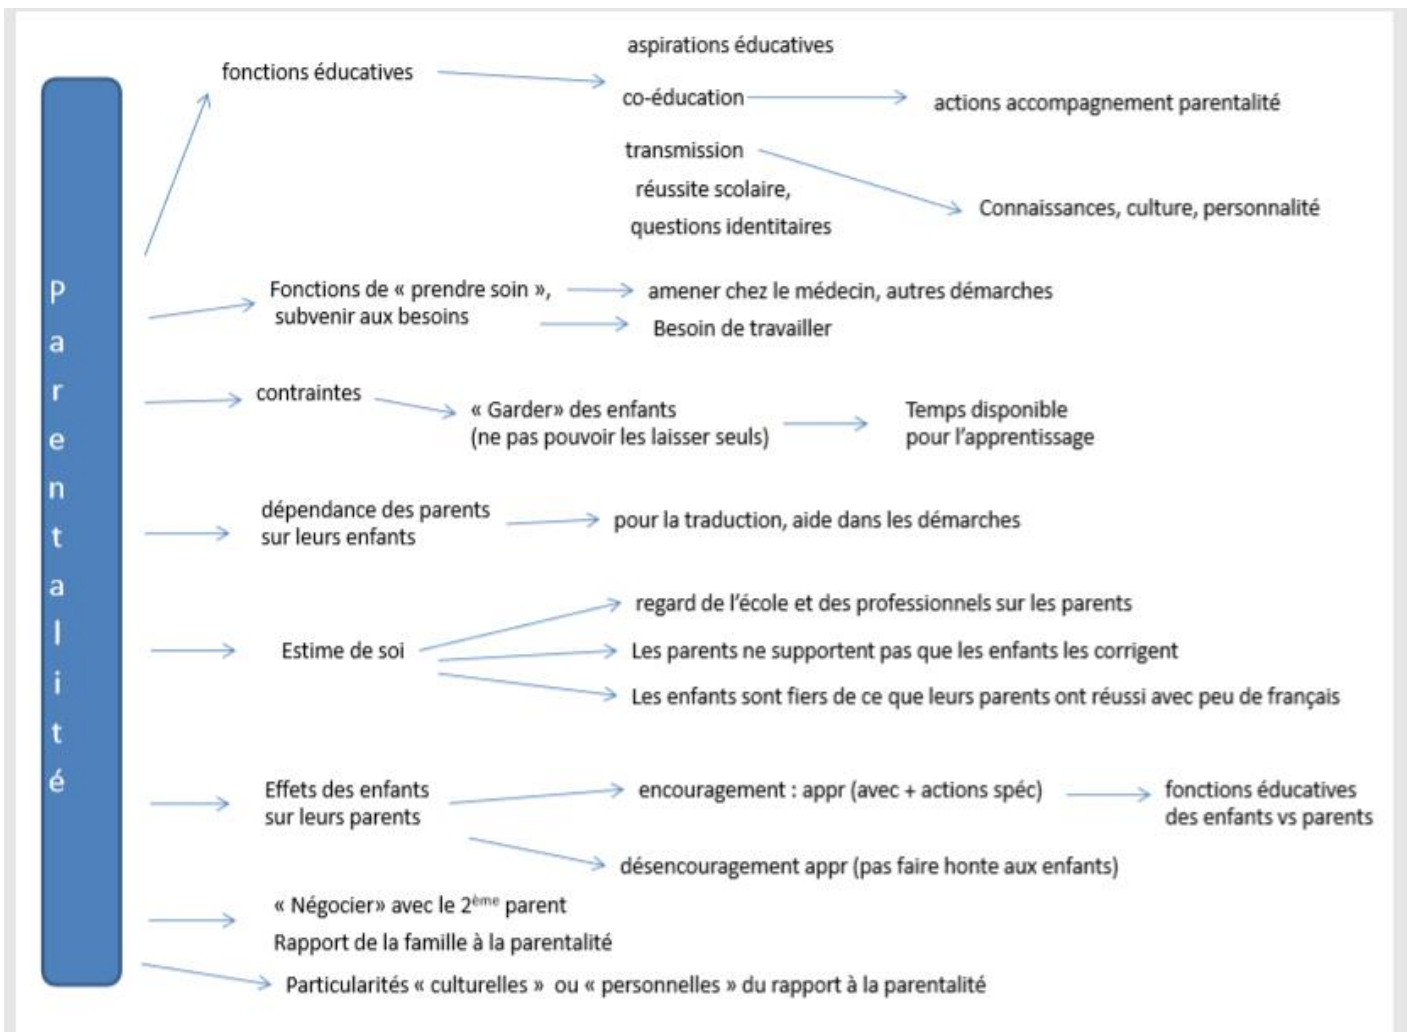 Parentalité
fonctions éducatives
aspirations éducatives
co-éducation
actions accompagnement parentalité
transmission
réussite scolaire,
questions identitaires
Connaissances, culture, personnalité
Fonctions de « prendre soin »,
subvenir aux besoins
amener chez le médecin, autres démarches
Besoin de travailler
contraintes
« Garder» des enfants
(ne pas pouvoir les laisser seuls)
Temps disponible
pour l’apprentissage
dépendance des parents
sur leurs enfants
pour la traduction, aide dans les démarches
Estime de soi
regard de l’école et des professionnels sur les parents
Les parents ne supportent pas que les enfants les corrigent
Les enfants sont fiers de ce que leurs parents ont réussi avec peu de français
Effets des enfants
sur leurs parents
encouragement : appr (avec + actions spéc)
fonctions éducatives
des enfants vs parents
désencouragement appr (pas faire honte aux enfants)
« Négocier» avec le 2ème parent
Rapport de la famille à la parentalité
Particularités « culturelles » ou « personnelles » du rapport à la parentalité